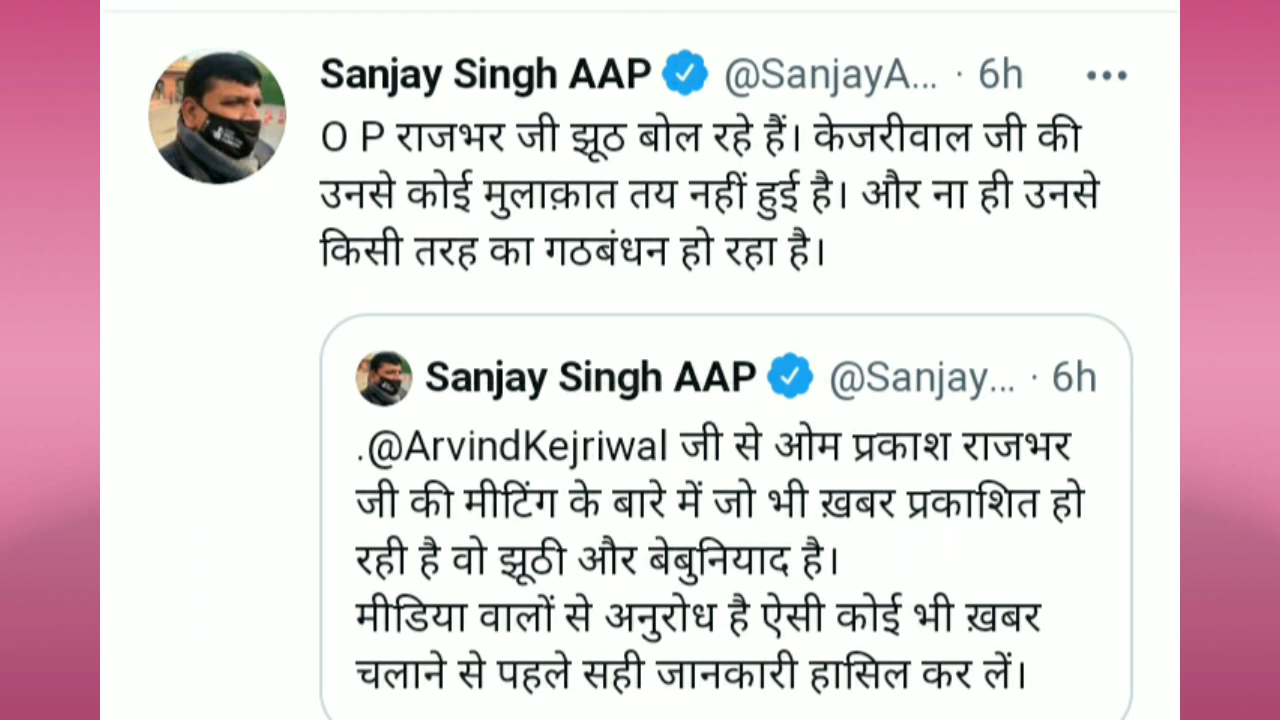 Sanjay Singh AAP @SanjayA... · 6h
O P राजभर जी झूठ बोल रहे हैं। केजरीवाल जी की
उनसे कोई मुलाक़ात तय नहीं हुई है। और ना ही उनसे
किसी तरह का गठबंधन हो रहा है।
Sanjay Singh AAP @Sanjay... · 6h
.@ArvindKejriwal जी से ओम प्रकाश राजभर
जी की मीटिंग के बारे में जो भी ख़बर प्रकाशित हो
रही है वो झूठी और बेबुनियाद है।
मीडिया वालों से अनुरोध है ऐसी कोई भी ख़बर
चलाने से पहले सही जानकारी हासिल कर लें।